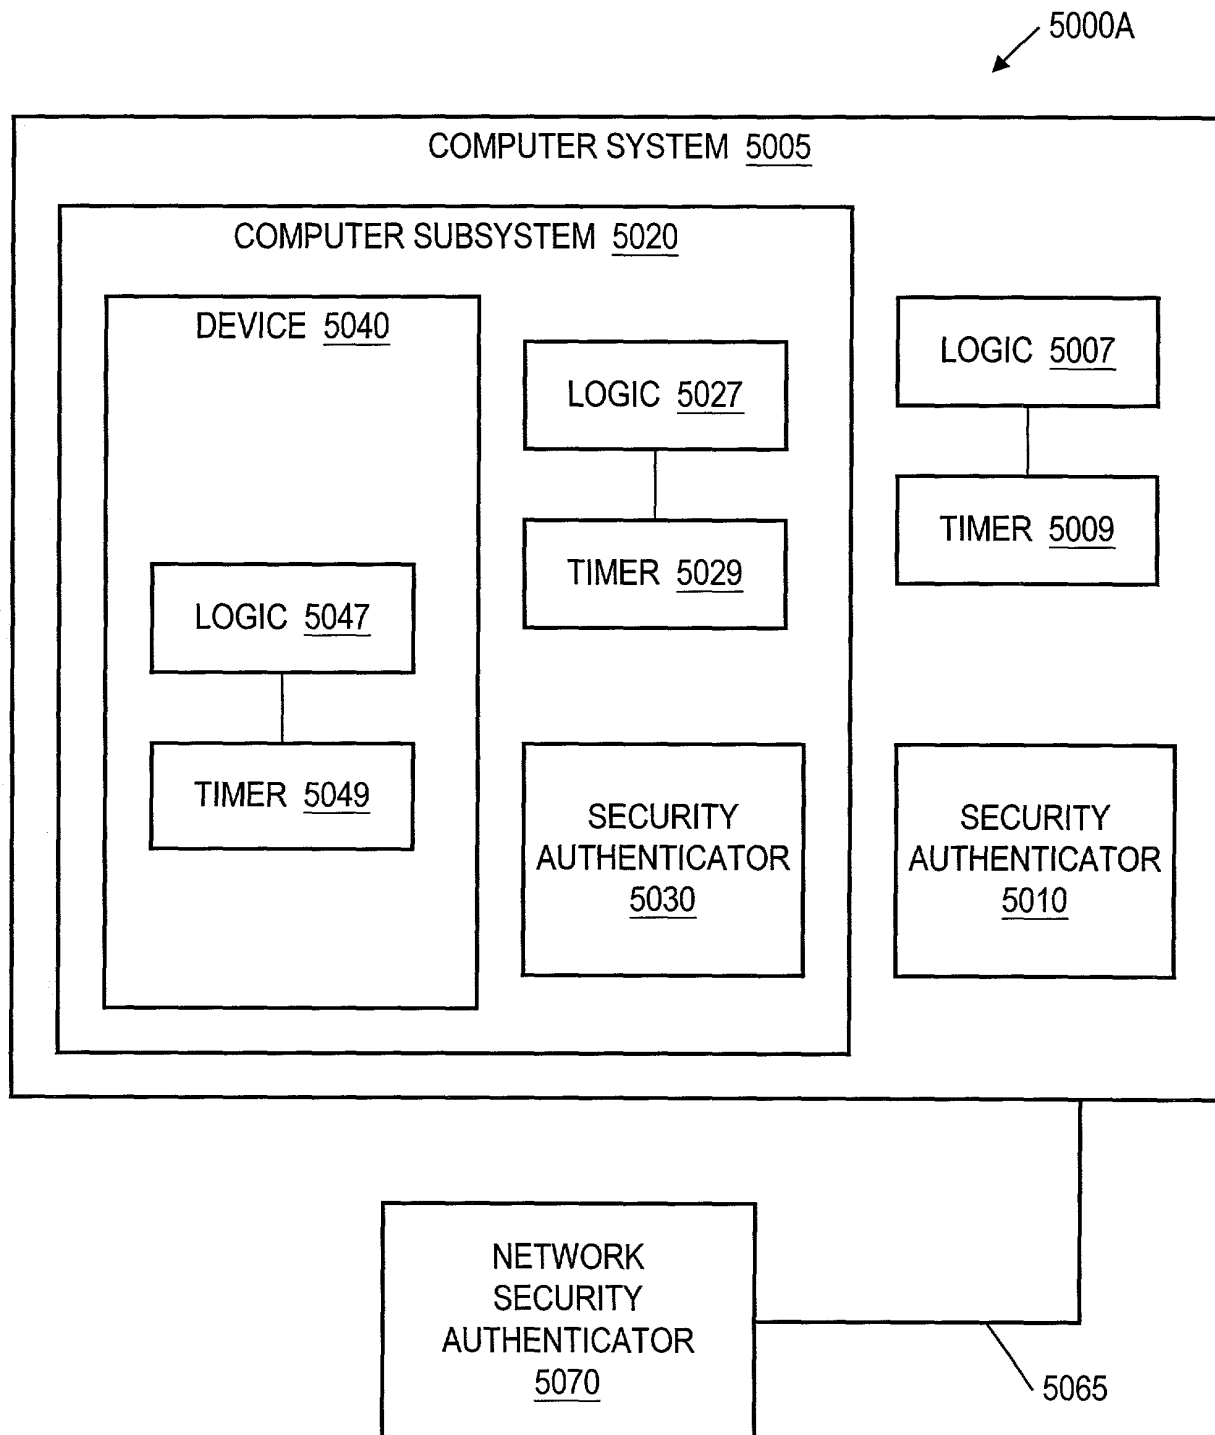 5000A
COMPUTER SYSTEM 5005
COMPUTER SUBSYSTEM 5020
DEVICE 5040
LOGIC 5047
TIMER 5049
LOGIC 5027
TIMER 5029
SECURITY
AUTHENTICATOR
5030
LOGIC 5007
TIMER 5009
SECURITY
AUTHENTICATOR
5010
NETWORK
SECURITY
AUTHENTICATOR
5070
5065